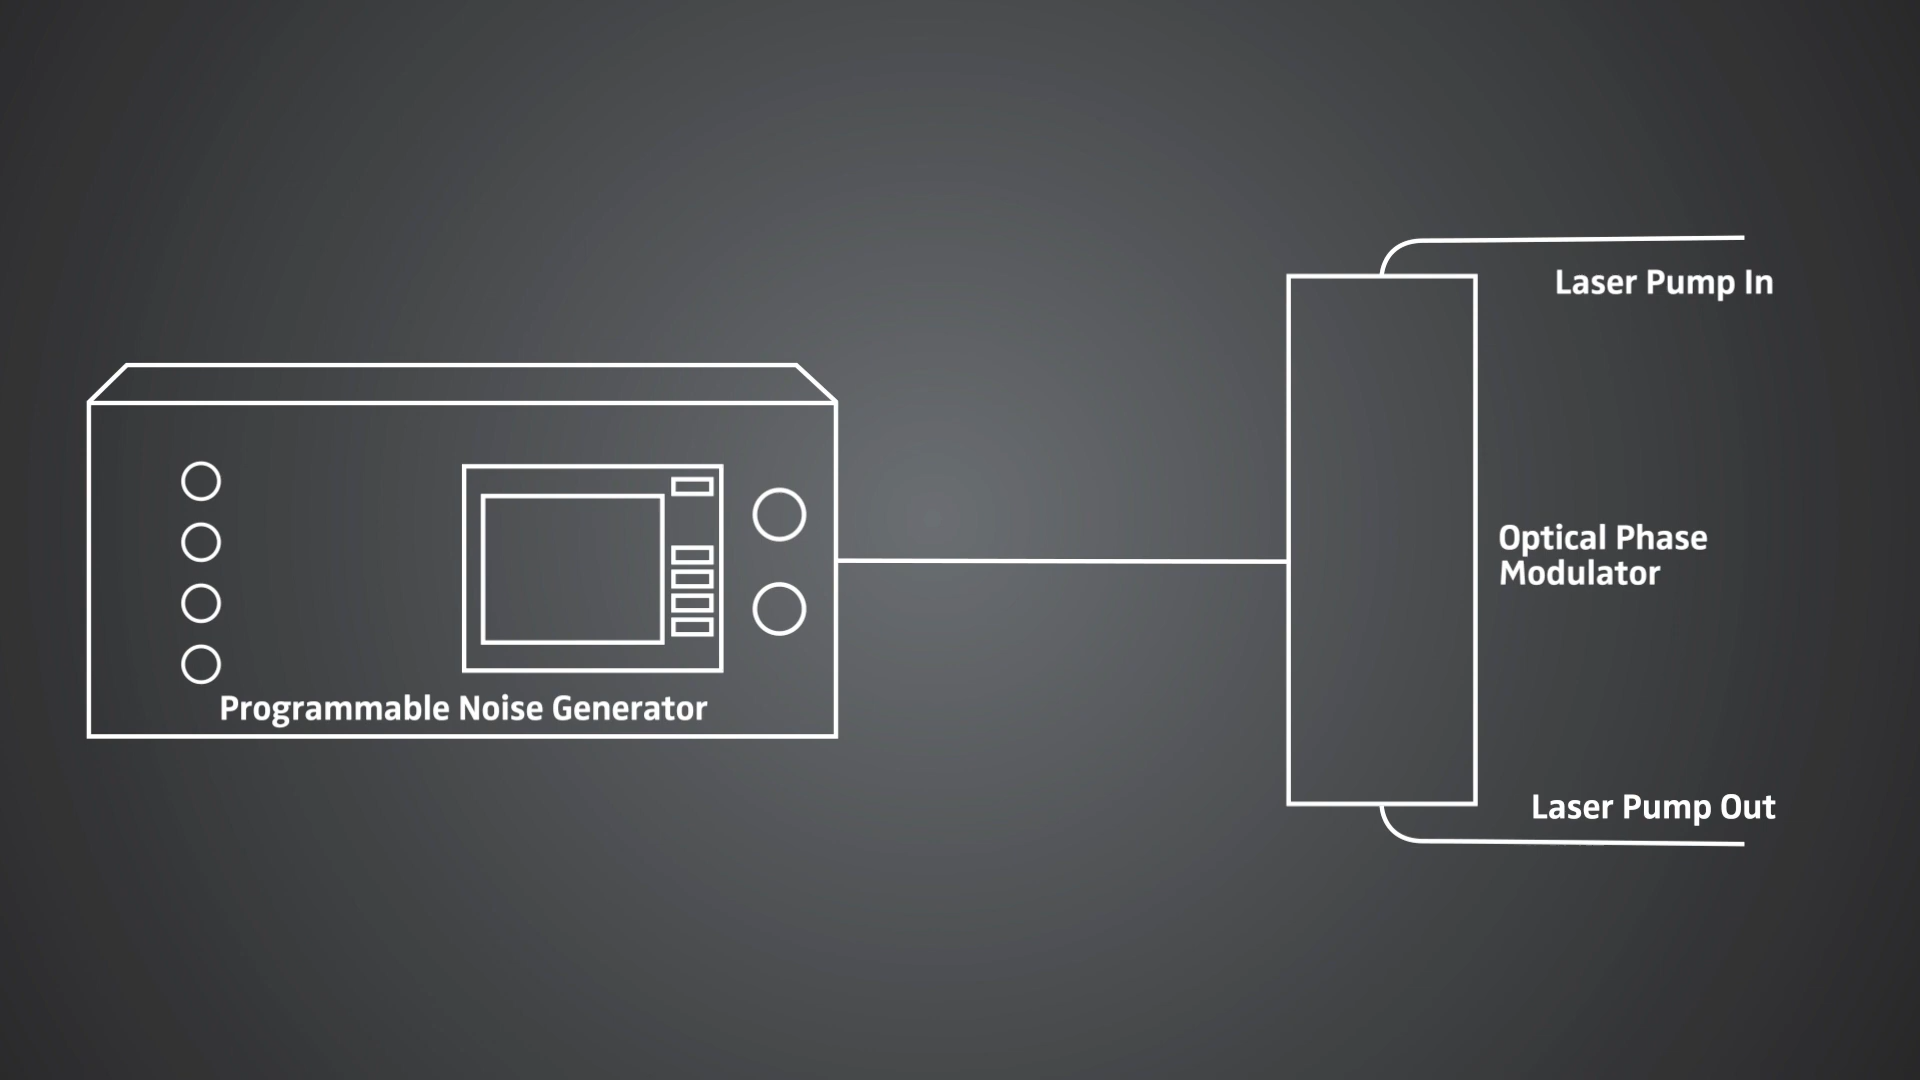 Laser Pump In
Optical Phase
Modulator
Programmable Noise Generator
Laser Pump Out